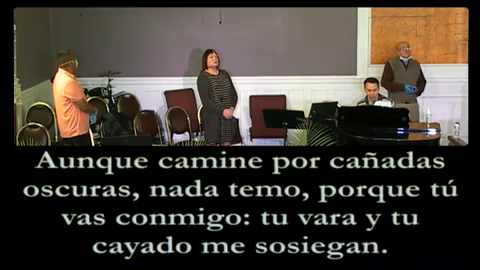 Aunque camine por cañadas
oscuras, nada temo, porque tú
vas conmigo: tu vara y tu
cayado me sosiegan.